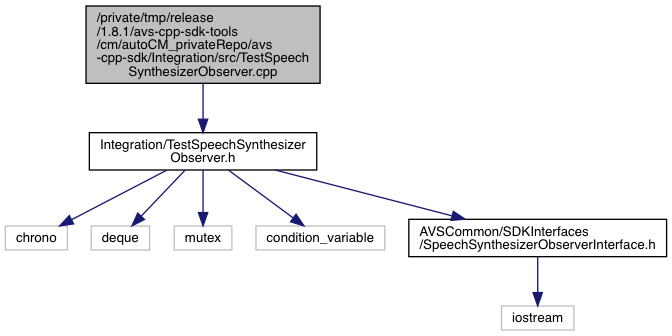 /private/tmp/release
/1.8.1/avs-cpp-sdk-tools
/cm/autoCM_privateRepo/avs
-cpp-sdk/Integration/src/TestSpeech
SynthesizerObserver.cpp
Integration/TestSpeechSynthesizer
Observer.h
chrono
deque
mutex
condition_variable
AVSCommon/SDKInterfaces
/SpeechSynthesizerObserverInterface.h
iostream